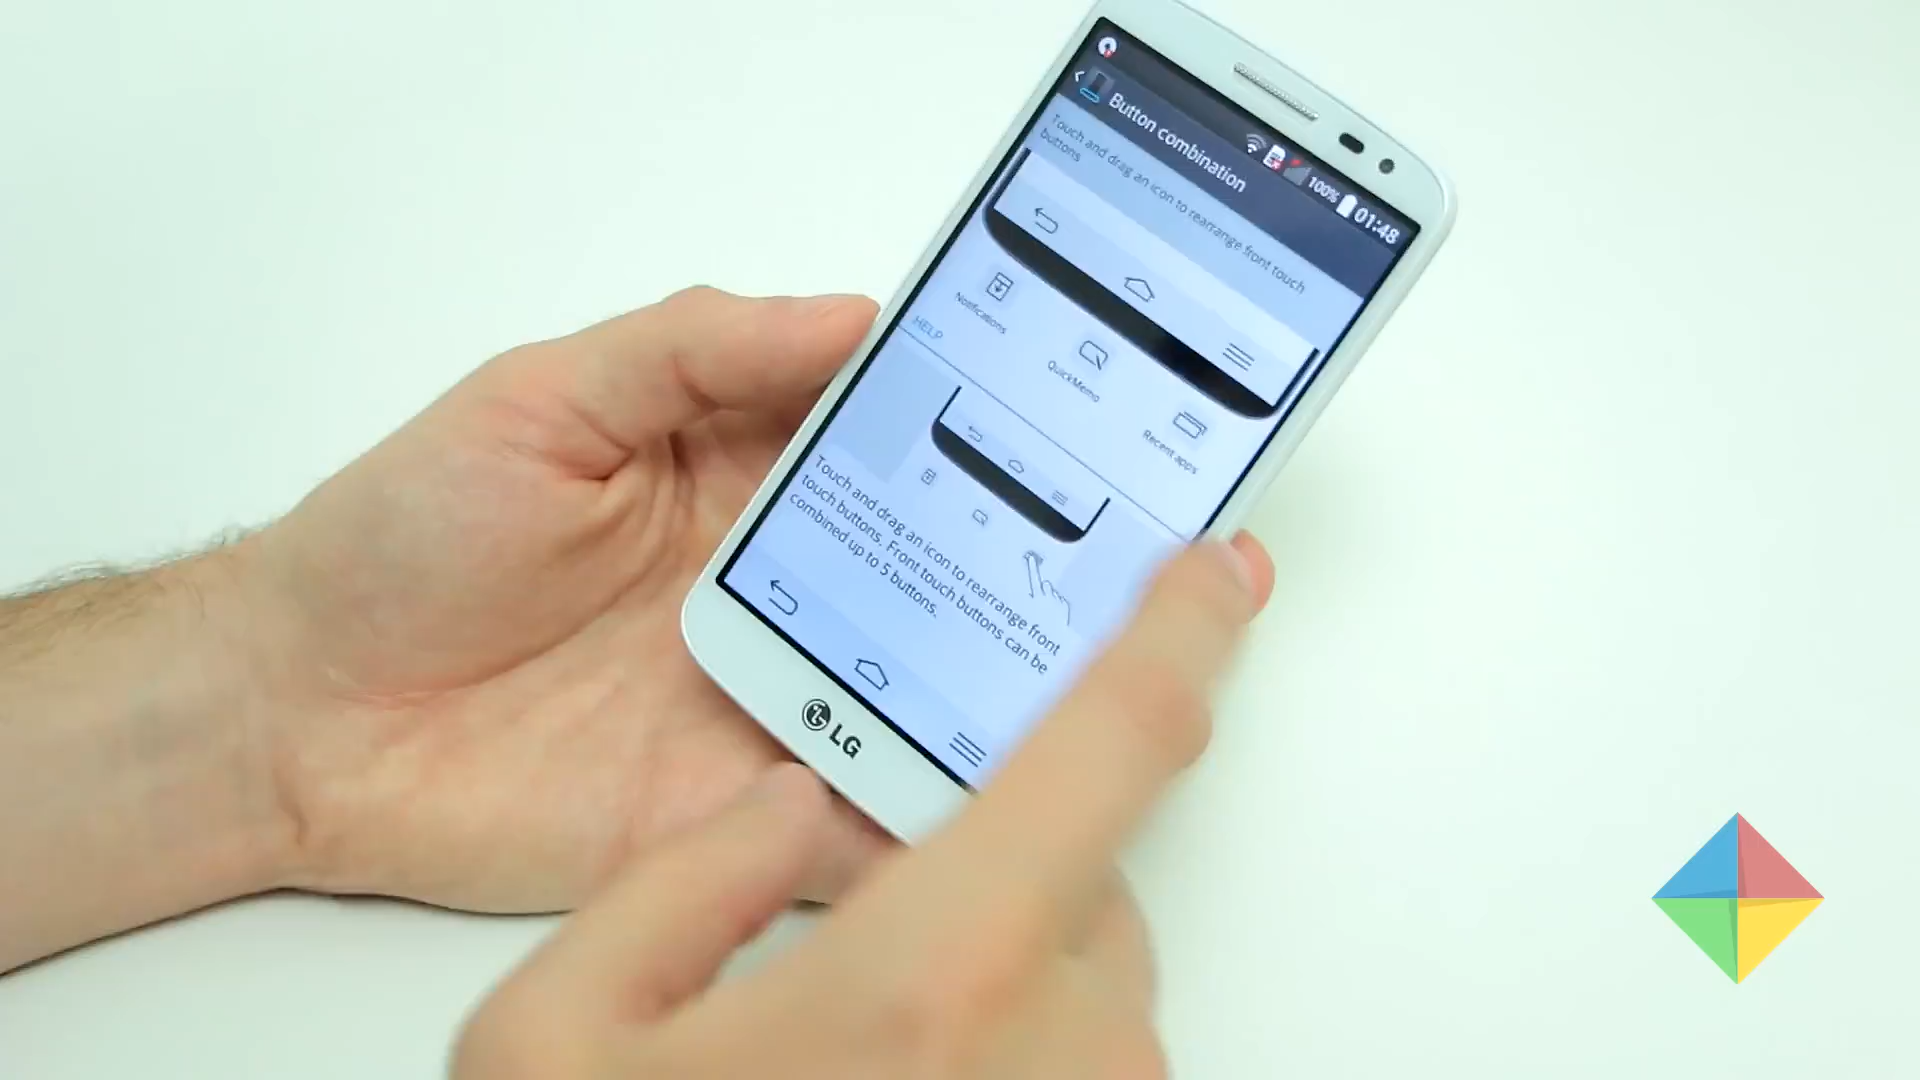 100% 01:48
Button combination
Touch and drag an icon to rearrange front touch
buttons
Notifications
QuickMemo
Recent apps
HELP
Touch and drag an icon to rearrange front
touch buttons. Front touch buttons can be
combined up to 5 buttons.
LG